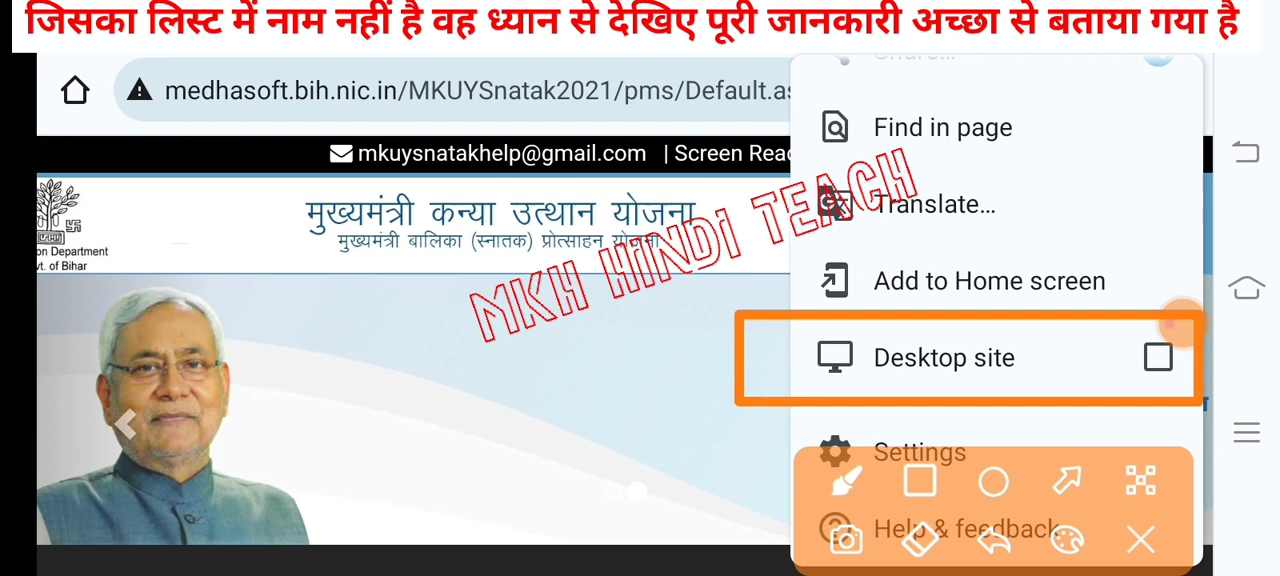 जिसका लिस्ट में नाम नहीं है वह ध्यान से देखिए पूरी जानकारी अच्छा से बताया गया है
medhasoft.bih.nic.in/MKUYSnatak2021/pms/Default.as
Share...
Find in page
mkuysnatakhelp@gmail.com | Screen Read
Translate...
मुख्यमंत्री कन्या उत्थान योजना
मुख्यमंत्री बालिका (स्नातक) प्रोत्साहन योजना
on Department
vt. of Bihar
MKH HINDI TEACH
Add to Home screen
Desktop site
Settings
Help & feedback